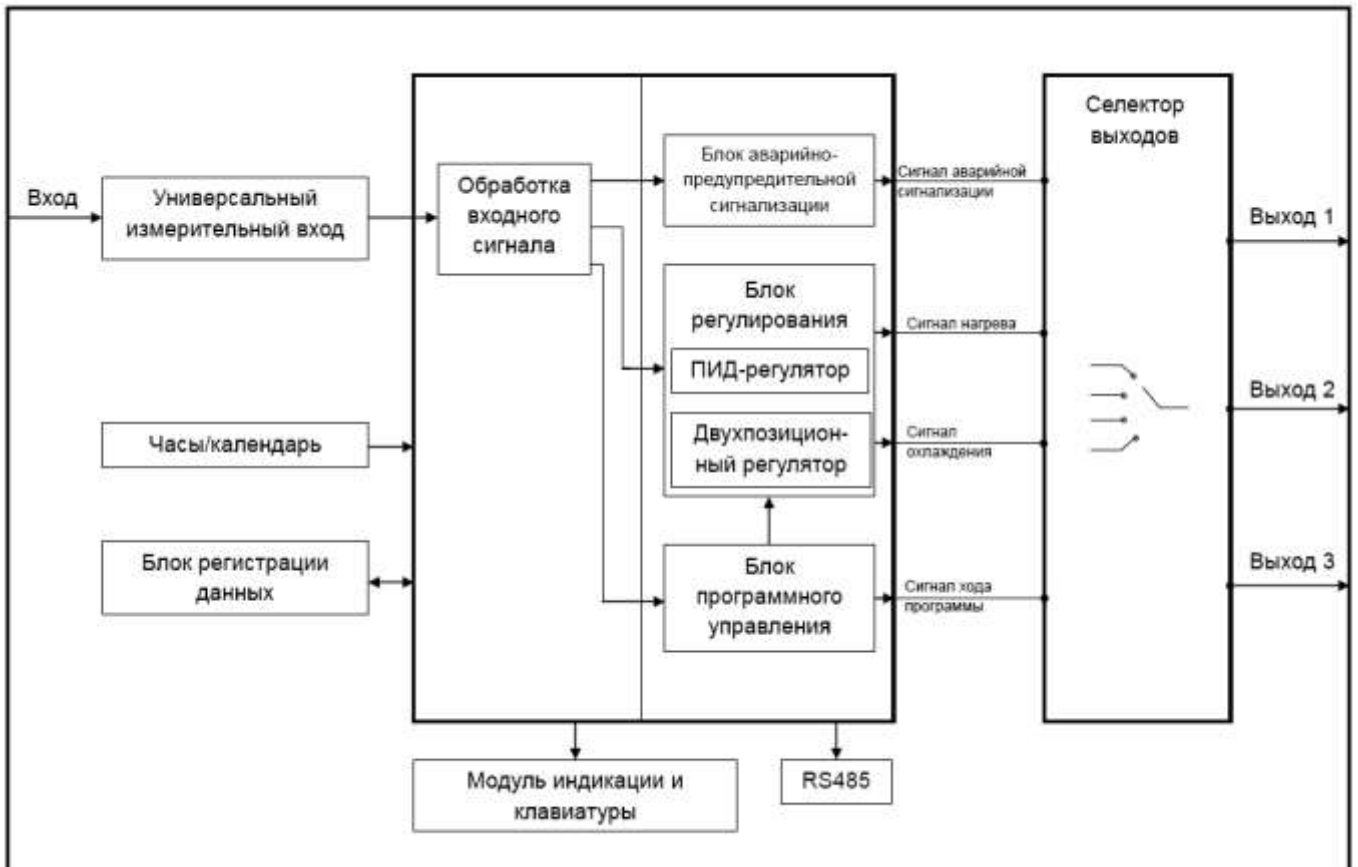 Вход
Универсальный
измерительный вход
Часы/календарь
Блок регистрации
данных
Обработка
входного
сигнала
Блок аварийно-
предупредительной
сигнализации
Блок
регулирования
ПИД-регулятор
Двухпозицион-
ный регулятор
Блок
программного
управления
Сигнал аварийной
сигнализации
Сигнал нагрева
Сигнал
охлаждения
Сигнал хода
программы
Селектор
выходов
Выход 1
Выход 2
Выход 3
Модуль индикации и
клавиатуры
RS485